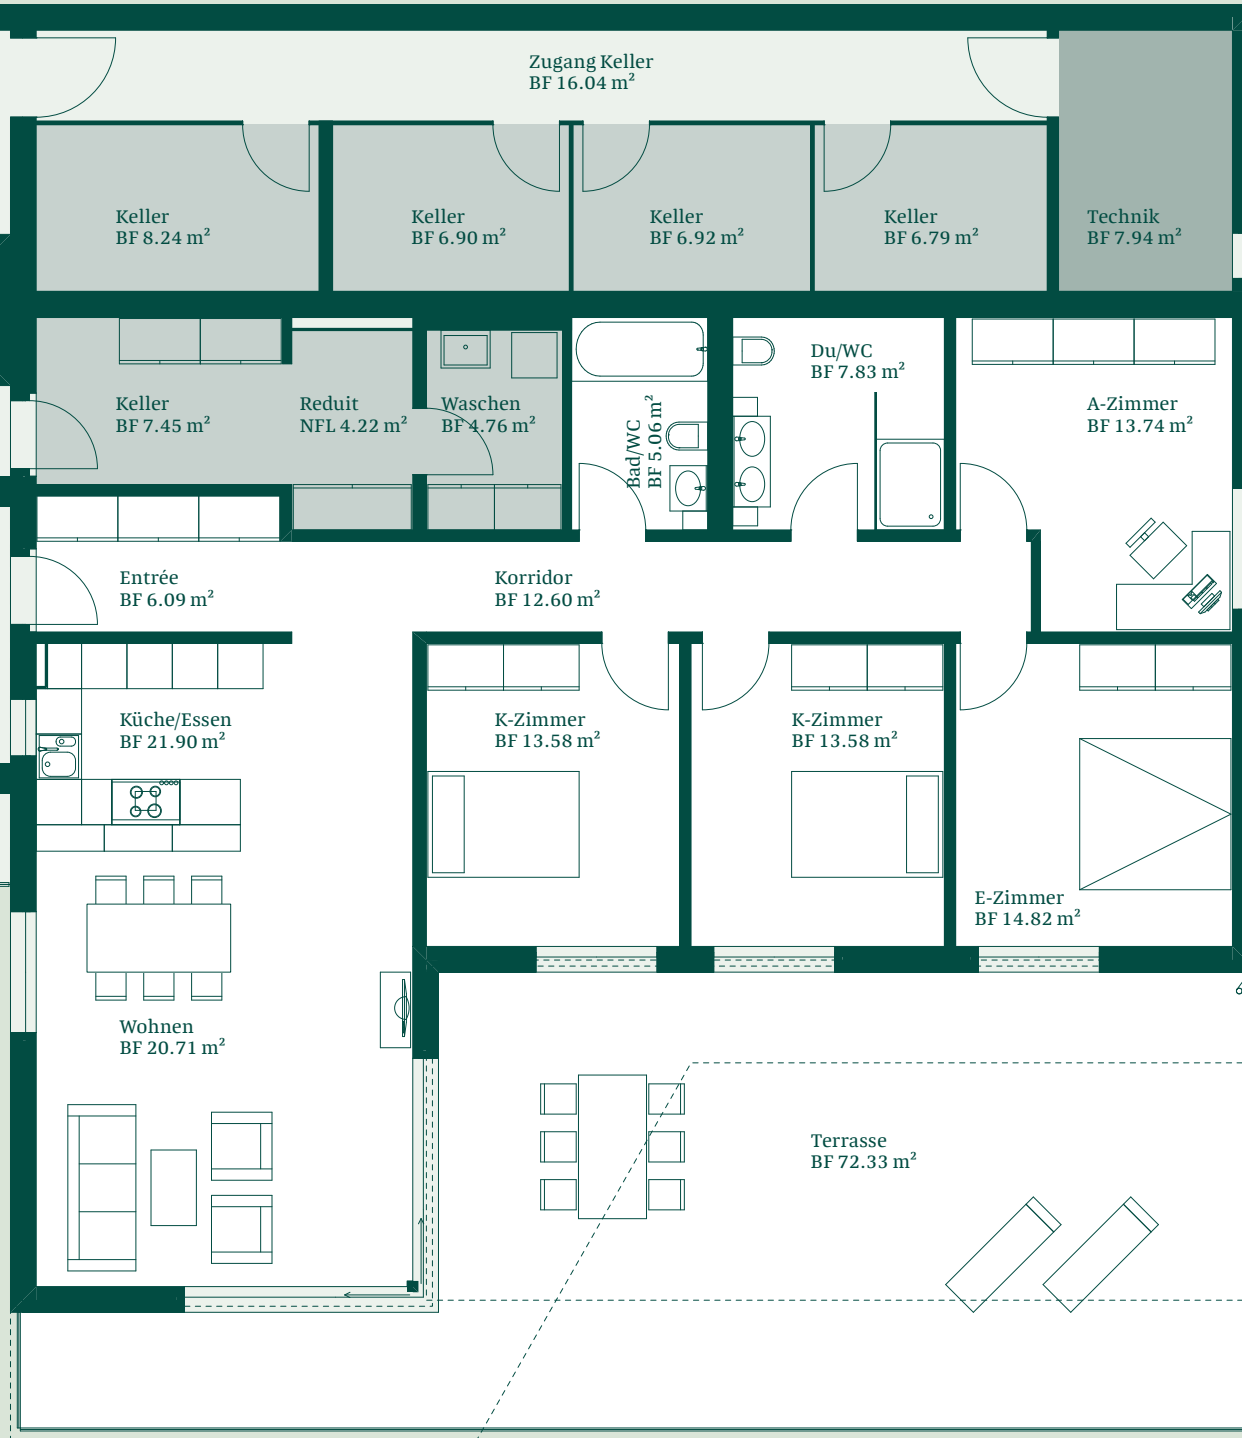 Zugang Keller
BF 16.04 m²
Keller
BF 8.24 m²
Keller
BF 6.90 m²
Keller
BF 6.92 m²
Keller
BF 6.79 m²
Technik
BF 7.94 m²
Keller
BF 7.45 m²
Reduit
NFL 4.22 m²
Waschen
BF 4.76 m²
Bad/WC
BF 5.06 m²
Du/WC
BF 7.83 m²
A-Zimmer
BF 13.74 m²
Entrée
BF 6.09 m²
Korridor
BF 12.60 m²
Küche/Essen
BF 21.90 m²
K-Zimmer
BF 13.58 m²
K-Zimmer
BF 13.58 m²
E-Zimmer
BF 14.82 m²
Wohnen
BF 20.71 m²
Terrasse
BF 72.33 m²